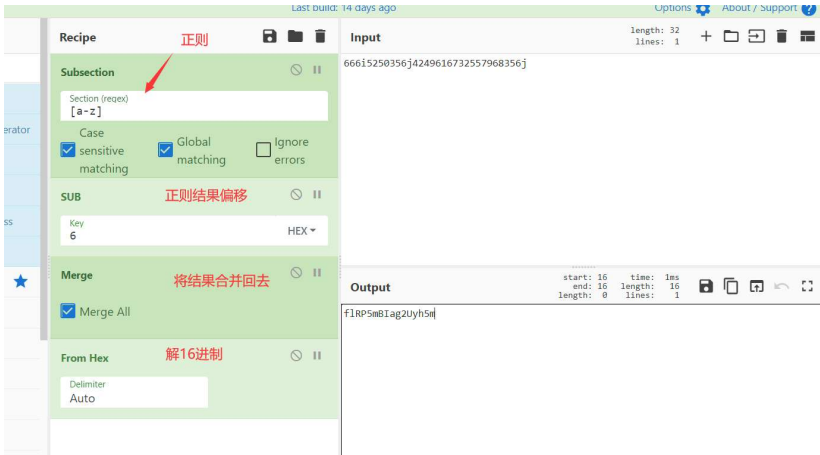 Last build: 14 days ago
Options
About / Support
Recipe
正则
Input
length: 32
lines: 1
Subsection
666i5250356j4249616732557968356j
Section (regex)
[a-z]
erator
Case sensitive matching
Global matching
Ignore errors
SUB
正则结果偏移
ss
Key
6
HEX
Merge
将结果合并回去
Output
start: 16
end: 16
length: 0
time: 1ms
length: 16
lines: 1
Merge All
flRP5mBIag2Uyh5m
From Hex
解16进制
Delimiter
Auto